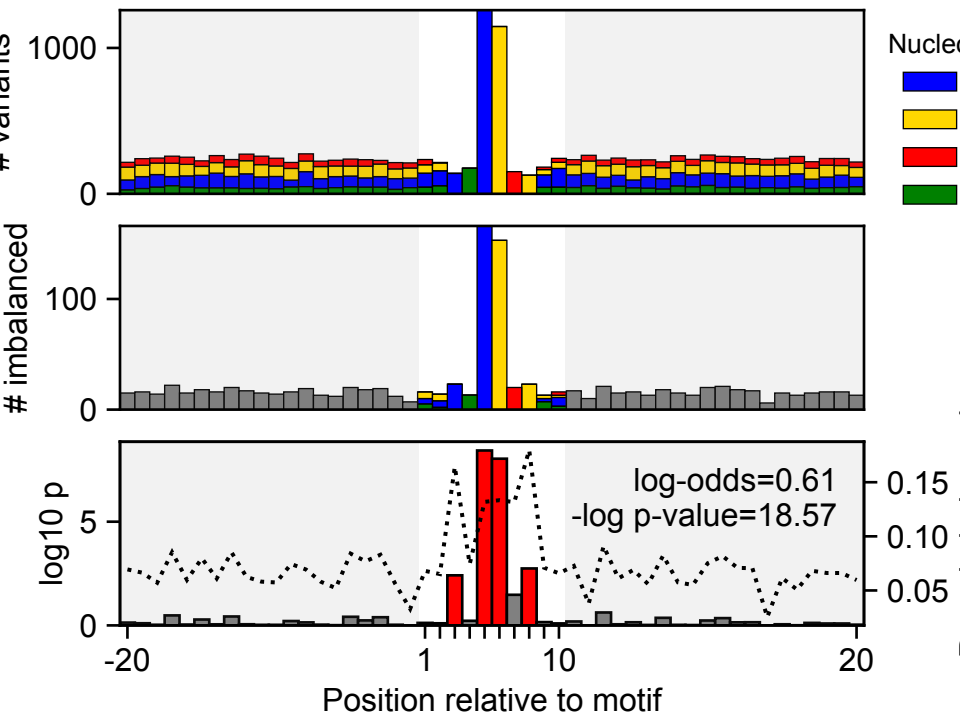 # variants
1000
0
Nucleo
# imbalanced
100
0
log10 p
5
0
log-odds=0.61
-log p-value=18.57
0.15
0.10
0.05
-20
1
10
20
Position relative to motif